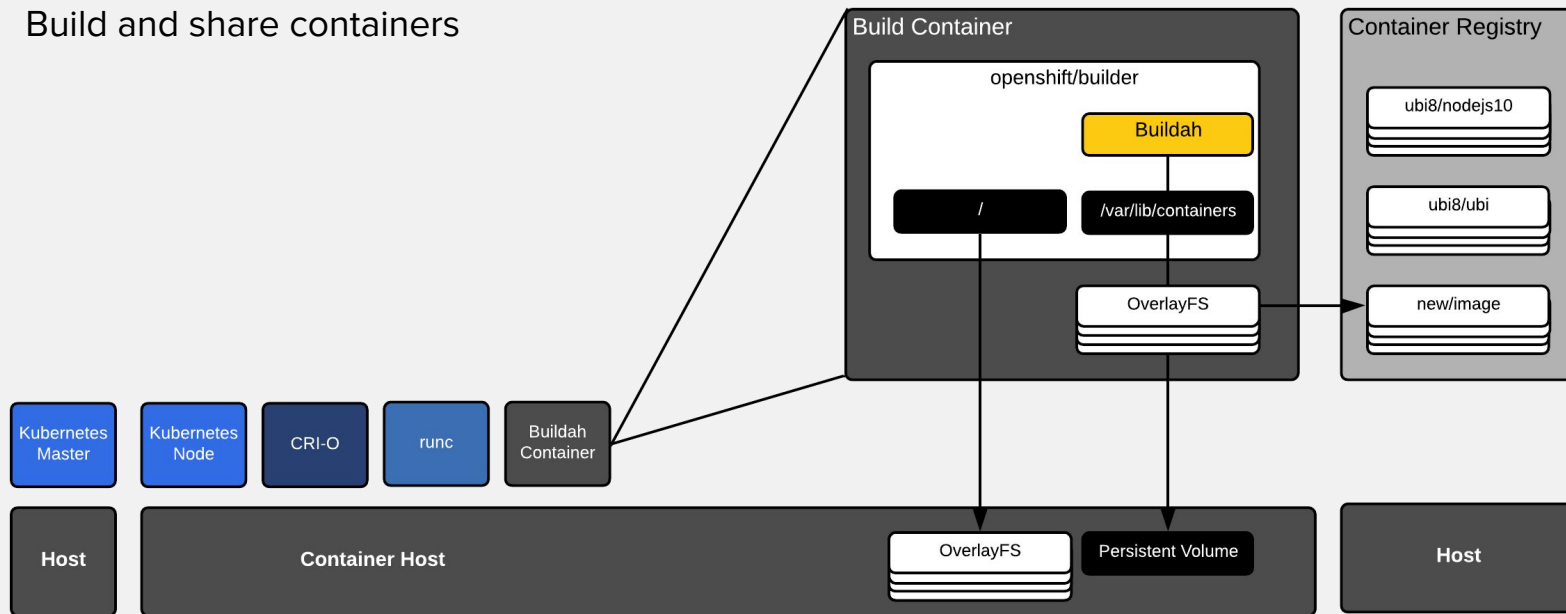 Build and share containers
Build Container
openshift/builder
Buildah
/
/var/lib/containers
OverlayFS
Container Registry
ubi8/nodejs10
ubi8/ubi
new/image
Kubernetes
Master
Kubernetes
Node
CRI-O
runc
Buildah
Container
Host
Container Host
OverlayFS
Persistent Volume
Host